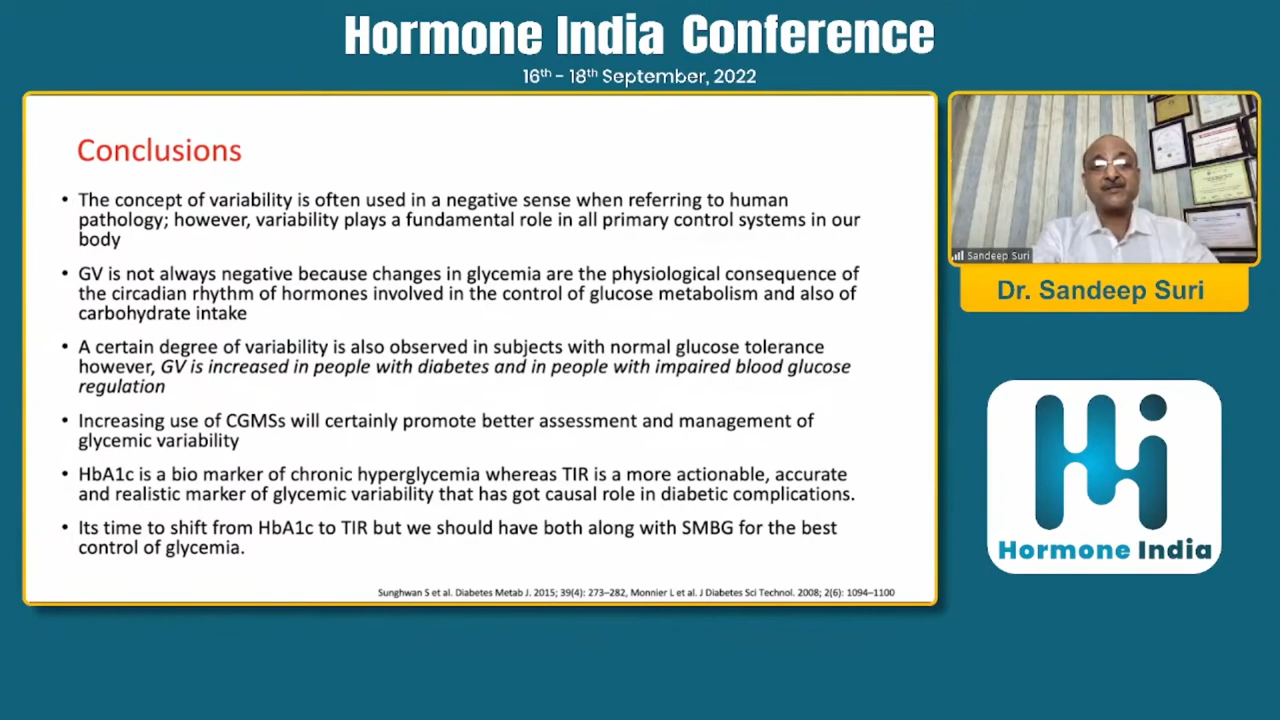 Hormone India Conference
16th - 18th September, 2022
Conclusions
• The concept of variability is often used in a negative sense when referring to human
pathology; however, variability plays a fundamental role in all primary control systems in our
body
• GV is not always negative because changes in glycemia are the physiological consequence of
the circadian rhythm of hormones involved in the control of glucose metabolism and also of
carbohydrate intake
• A certain degree of variability is also observed in subjects with normal glucose tolerance
however, GV is increased in people with diabetes and in people with impaired blood glucose
regulation
• Increasing use of CGMSs will certainly promote better assessment and management of
glycemic variability
• HbA1c is a bio marker of chronic hyperglycemia whereas TIR is a more actionable, accurate
and realistic marker of glycemic variability that has got causal role in diabetic complications.
• Its time to shift from HbA1c to TIR but we should have both along with SMBG for the best
control of glycemia.
Sunghwan S et al. Diabetes Metab J. 2015; 39(4): 273–282, Monnier L et al. J Diabetes Sci Technol. 2008; 2(6): 1094–1100
Sandeep Suri
Dr. Sandeep Suri
Hi
Hormone India